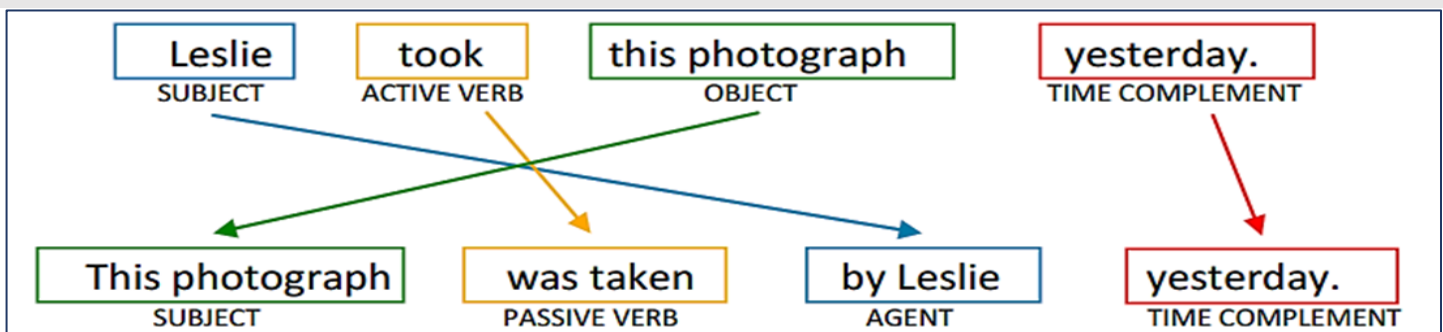 Leslie took this photograph yesterday.
SUBJECT ACTIVE VERB OBJECT TIME COMPLEMENT
This photograph was taken by Leslie yesterday.
SUBJECT PASSIVE VERB AGENT TIME COMPLEMENT